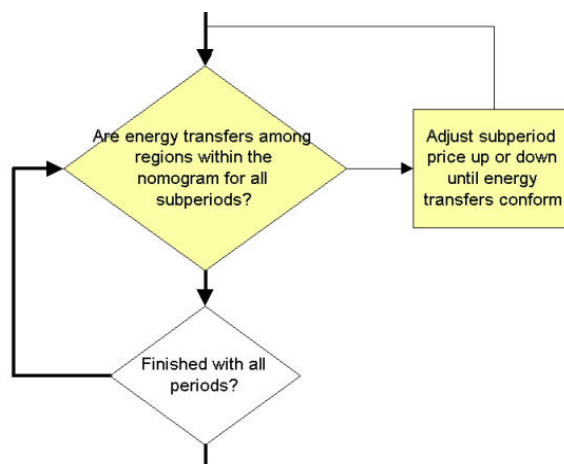 Are energy transfers among
regions within the
nomogram for all
subperiods?
Adjust subperiod
price up or down
until energy
transfers conform
Finished with all
periods?